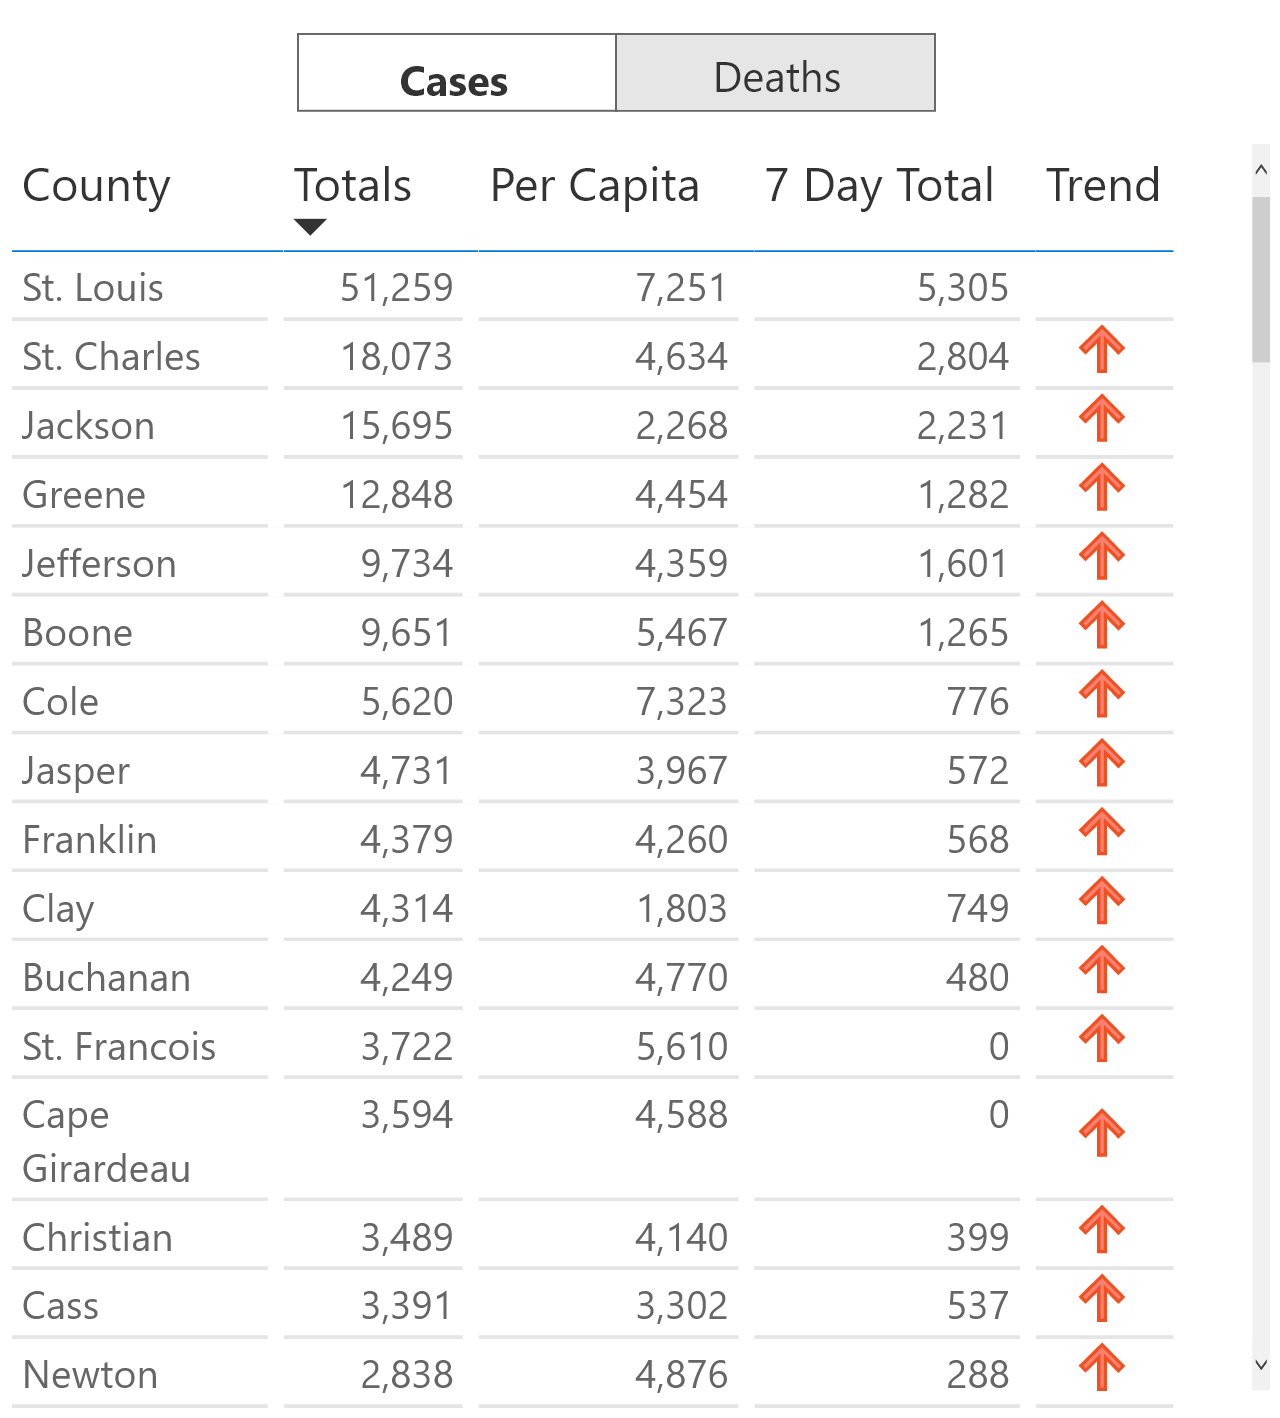 Cases Deaths
County Totals Per Capita 7 Day Total Trend
St. Louis 51,259 7,251 5,305
St. Charles 18,073 4,634 2,804
Jackson 15,695 2,268 2,231
Greene 12,848 4,454 1,282
Jefferson 9,734 4,359 1,601
Boone 9,651 5,467 1,265
Cole 5,620 7,323 776
Jasper 4,731 3,967 572
Franklin 4,379 4,260 568
Clay 4,314 1,803 749
Buchanan 4,249 4,770 480
St. Francois 3,722 5,610 0
Cape 3,594 4,588 0
Girardeau
Christian 3,489 4,140 399
Cass 3,391 3,302 537
Newton 2,838 4,876 288